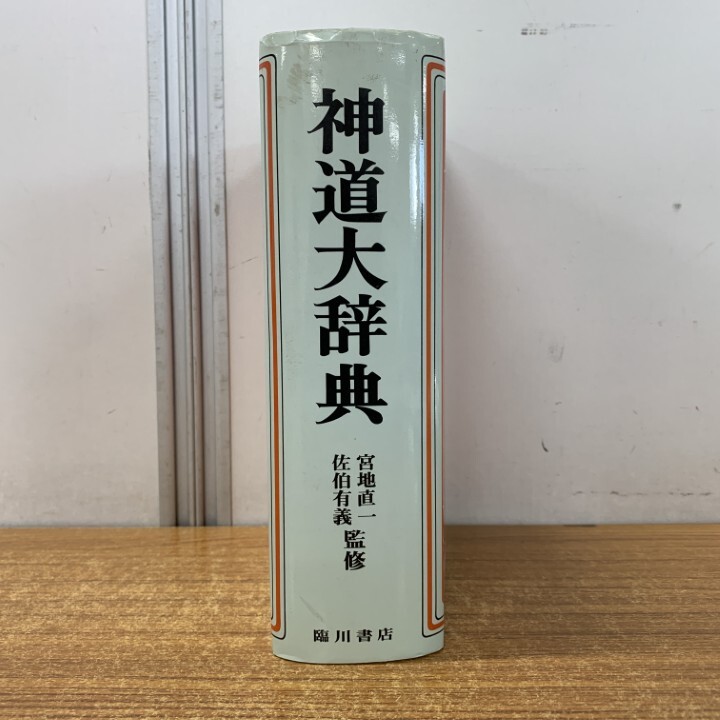 神道大辞典
宮地直一
佐伯有義
監修
臨川書店